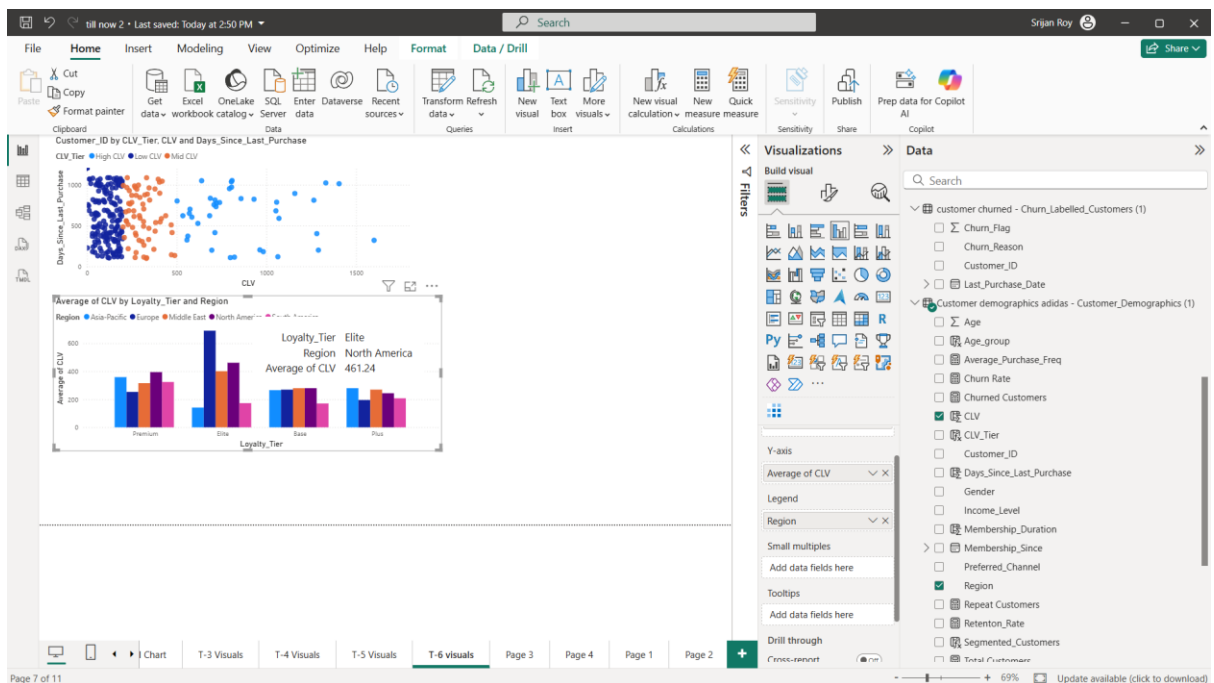 till now 2 • Last saved: Today at 2:50 PM
Search
Srijan Roy
File Home Insert Modeling View Optimize Help Format Data / Drill
Share
Paste
Cut
Copy
Format painter
Get data
Excel workbook
OneLake catalog
SQL Server
Enter data
Dataverse
Recent sources
Transform data
Refresh
New visual
Text box
More visuals
New visual calculation
New measure
Quick measure
Sensitivity
Publish
Prep data for AI
Copilot
Clipboard Data Queries Insert Calculations Sensitivity Share Copilot
Customer_ID by CLV_Tier, CLV and Days_Since_Last_Purchase
CLV_Tier High CLV Low CLV Mid CLV
Days_Since_Last_Purchase
1000
500
0
0 500 1000 1500
CLV
Average of CLV by Loyalty_Tier and Region
Region Asia-Pacific Europe Middle East North America South America
Loyalty_Tier Elite
Region North America
Average of CLV 461.24
Average of CLV
600
400
200
0
Premium Elite Base Plus
Loyalty_Tier
Filters
Visualizations
Build visual
R
Py
123
Y-axis
Average of CLV
Legend
Region
Small multiples
Add data fields here
Tooltips
Add data fields here
Drill through
Cross-report
Off
Data
Search
customer churned - Churn_Labelled_Customers (1)
Churn_Flag
Churn_Reason
Customer_ID
Last_Purchase_Date
Customer demographics adidas - Customer_Demographics (1)
Age
Age_group
Average_Purchase_Freq
Churn Rate
Churned Customers
CLV
CLV_Tier
Customer_ID
Days_Since_Last_Purchase
Gender
Income_Level
Membership_Duration
Membership_Since
Preferred_Channel
Region
Repeat Customers
Retenton_Rate
Segmented_Customers
Total Customers
l Chart T-3 Visuals T-4 Visuals T-5 Visuals T-6 visuals Page 3 Page 4 Page 1 Page 2
Page 7 of 11
69%
Update available (click to download)